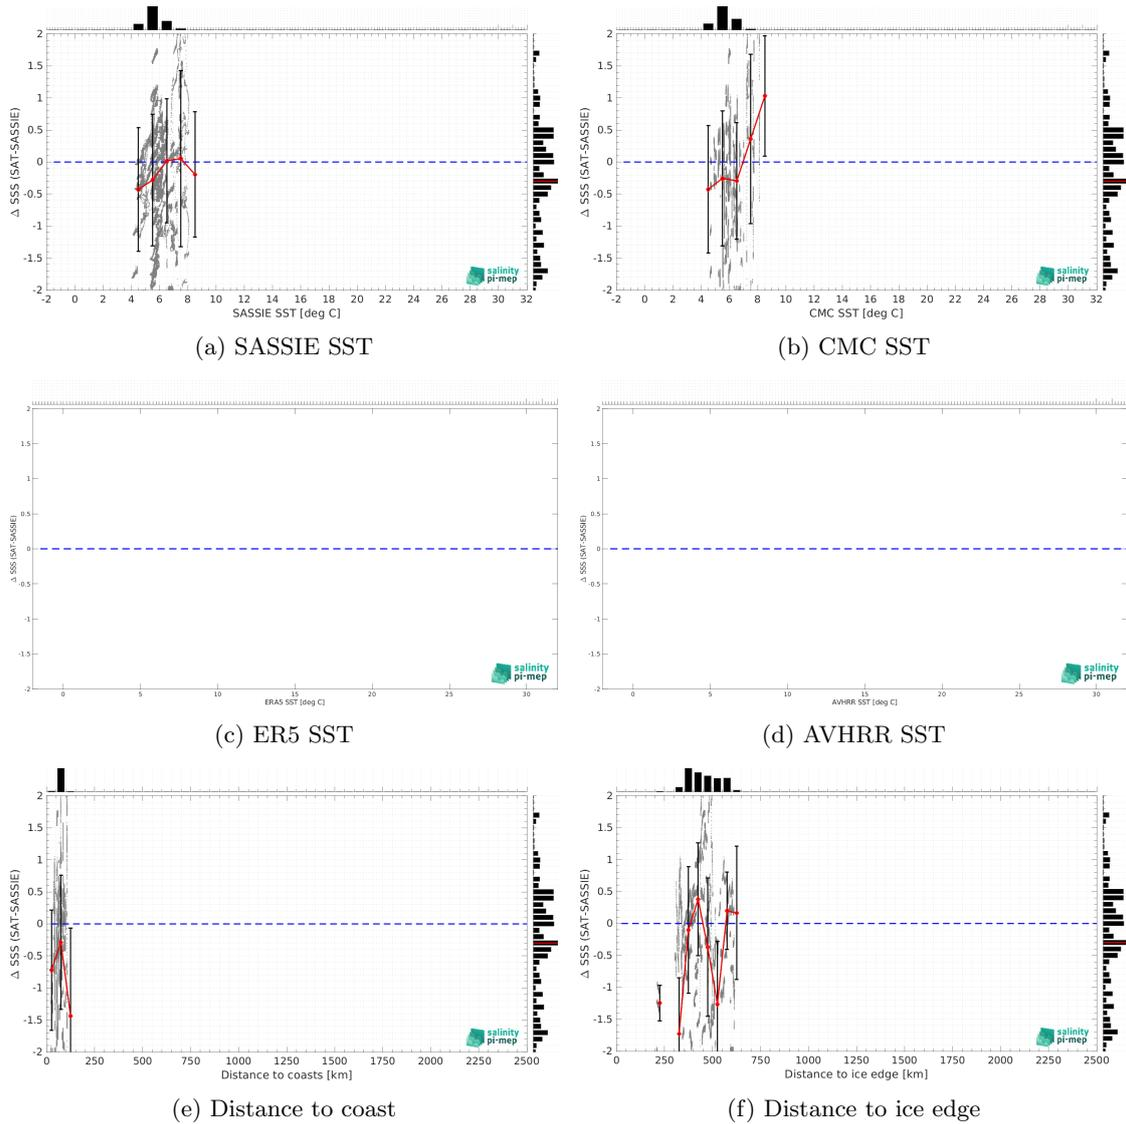 2
1.5
1
0.5
0
-0.5
-1
-1.5
-2
Δ SSS (SAT-SASSIE)
-2 0 2 4 6 8 10 12 14 16 18 20 22 24 26 28 30 32
SASSIE SST [deg C]
salinity
pi-mep
(a) SASSIE SST
2
1.5
1
0.5
0
-0.5
-1
-1.5
-2
Δ SSS (SAT-SASSIE)
-2 0 2 4 6 8 10 12 14 16 18 20 22 24 26 28 30 32
CMC SST [deg C]
salinity
pi-mep
(b) CMC SST
2
1.5
1
0.5
0
-0.5
-1
-1.5
-2
Δ SSS (SAT-SASSIE)
0 5 10 15 20 25 30
ERA5 SST [deg C]
salinity
pi-mep
(c) ER5 SST
2
1.5
1
0.5
0
-0.5
-1
-1.5
-2
Δ SSS (SAT-SASSIE)
0 5 10 15 20 25 30
AVHRR SST [deg C]
salinity
pi-mep
(d) AVHRR SST
2
1.5
1
0.5
0
-0.5
-1
-1.5
-2
Δ SSS (SAT-SASSIE)
0 250 500 750 1000 1250 1500 1750 2000 2250 2500
Distance to coasts [km]
salinity
pi-mep
(e) Distance to coast
2
1.5
1
0.5
0
-0.5
-1
-1.5
-2
Δ SSS (SAT-SASSIE)
0 250 500 750 1000 1250 1500 1750 2000 2250 2500
Distance to ice edge [km]
salinity
pi-mep
(f) Distance to ice edge